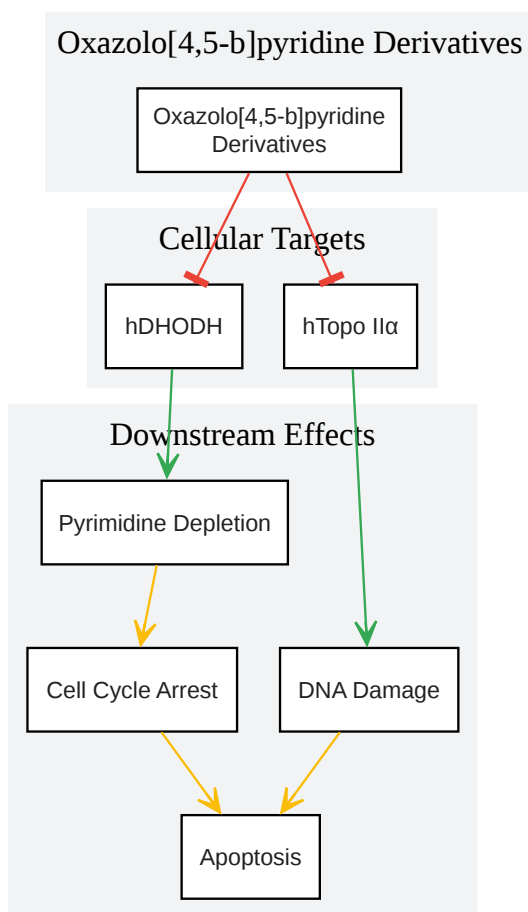 Oxazolo[4,5-b]pyridine Derivatives
Oxazolo[4,5-b]pyridine
Derivatives
Cellular Targets
hDHODH
hTopo IIα
Downstream Effects
Pyrimidine Depletion
Cell Cycle Arrest
DNA Damage
Apoptosis